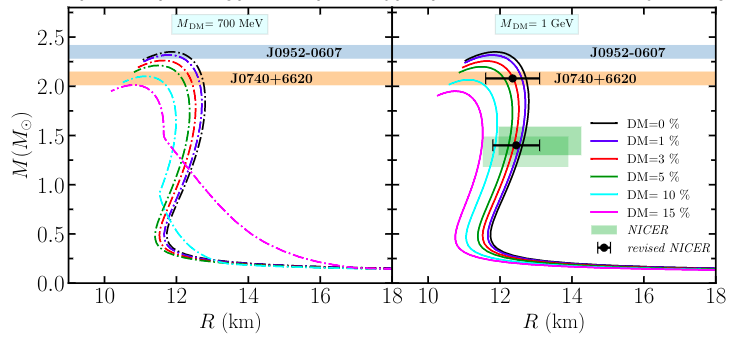 M_DM= 700 MeV
M_DM= 1 GeV
J0952-0607
J0952-0607
J0740+6620
J0740+6620
2.5
2.0
1.5
1.0
0.5
0.0
M (M⊙)
DM=0 %
DM=1 %
DM=3 %
DM=5 %
DM= 10 %
DM= 15 %
NICER
revised NICER
10 12 14 16 18
10 12 14 16 18
R (km)
R (km)